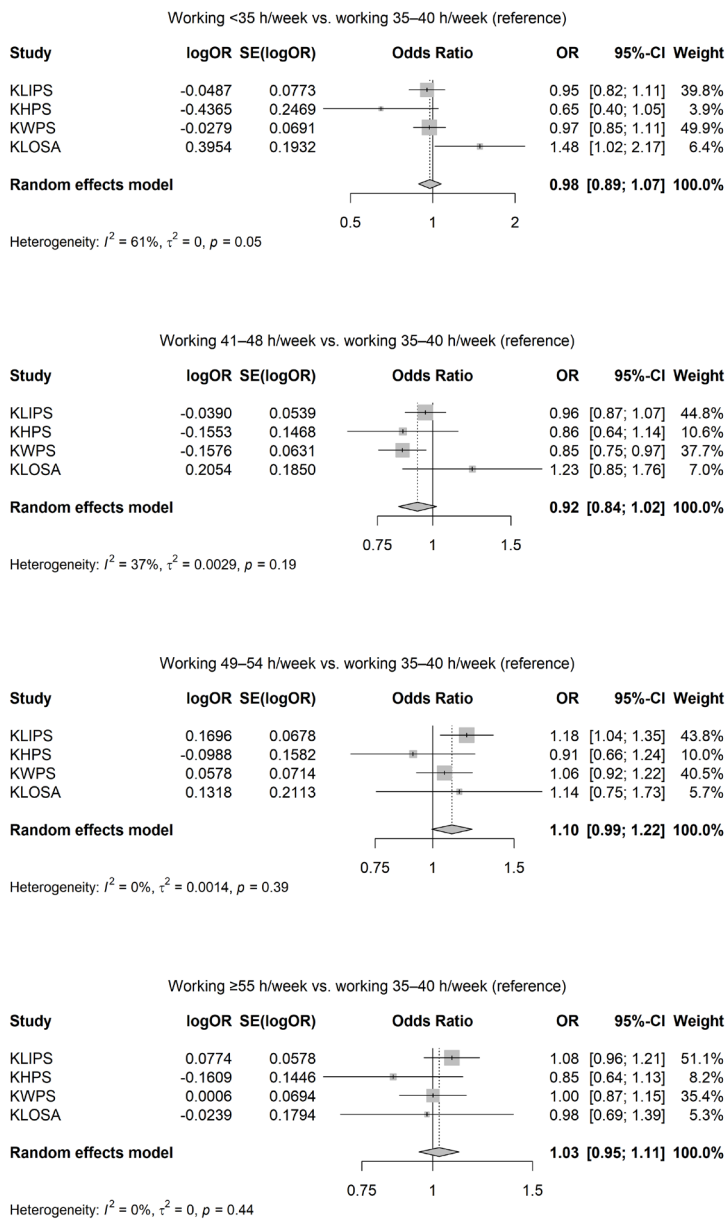 Working <35 h/week vs. working 35–40 h/week (reference)
Study logOR SE(logOR) Odds Ratio OR 95%-CI Weight
KLIPS -0.0487 0.0773 0.95 [0.82; 1.11] 39.8%
KHPS -0.4365 0.2469 0.65 [0.40; 1.05] 3.9%
KWPS -0.0279 0.0691 0.97 [0.85; 1.11] 49.9%
KLOSA 0.3954 0.1932 1.48 [1.02; 2.17] 6.4%
Random effects model 0.98 [0.89; 1.07] 100.0%
0.5 1 2
Heterogeneity: I² = 61%, τ² = 0, p = 0.05
Working 41–48 h/week vs. working 35–40 h/week (reference)
Study logOR SE(logOR) Odds Ratio OR 95%-CI Weight
KLIPS -0.0390 0.0539 0.96 [0.87; 1.07] 44.8%
KHPS -0.1553 0.1468 0.86 [0.64; 1.14] 10.6%
KWPS -0.1576 0.0631 0.85 [0.75; 0.97] 37.7%
KLOSA 0.2054 0.1850 1.23 [0.85; 1.76] 7.0%
Random effects model 0.92 [0.84; 1.02] 100.0%
0.75 1 1.5
Heterogeneity: I² = 37%, τ² = 0.0029, p = 0.19
Working 49–54 h/week vs. working 35–40 h/week (reference)
Study logOR SE(logOR) Odds Ratio OR 95%-CI Weight
KLIPS 0.1696 0.0678 1.18 [1.04; 1.35] 43.8%
KHPS -0.0988 0.1582 0.91 [0.66; 1.24] 10.0%
KWPS 0.0578 0.0714 1.06 [0.92; 1.22] 40.5%
KLOSA 0.1318 0.2113 1.14 [0.75; 1.73] 5.7%
Random effects model 1.10 [0.99; 1.22] 100.0%
0.75 1 1.5
Heterogeneity: I² = 0%, τ² = 0.0014, p = 0.39
Working ≥55 h/week vs. working 35–40 h/week (reference)
Study logOR SE(logOR) Odds Ratio OR 95%-CI Weight
KLIPS 0.0774 0.0578 1.08 [0.96; 1.21] 51.1%
KHPS -0.1609 0.1446 0.85 [0.64; 1.13] 8.2%
KWPS 0.0006 0.0694 1.00 [0.87; 1.15] 35.4%
KLOSA -0.0239 0.1794 0.98 [0.69; 1.39] 5.3%
Random effects model 1.03 [0.95; 1.11] 100.0%
0.75 1 1.5
Heterogeneity: I² = 0%, τ² = 0, p = 0.44